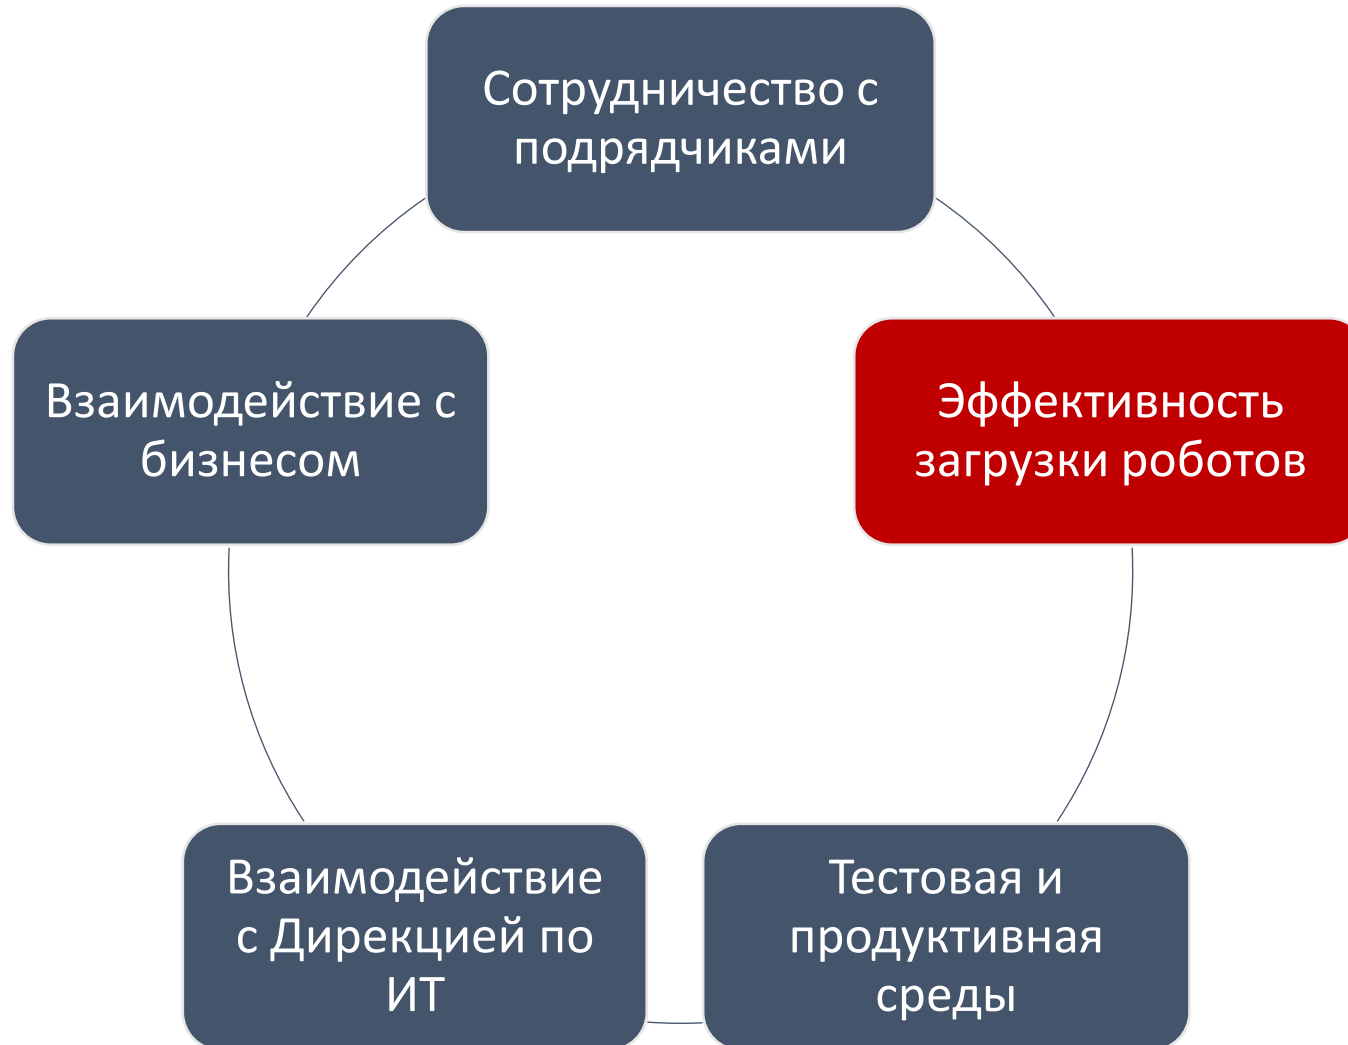 Сотрудничество с
подрядчиками
Взаимодействие с
бизнесом
Эффективность
загрузки роботов
Взаимодействие
с Дирекцией по
ИТ
Тестовая и
продуктивная
среды